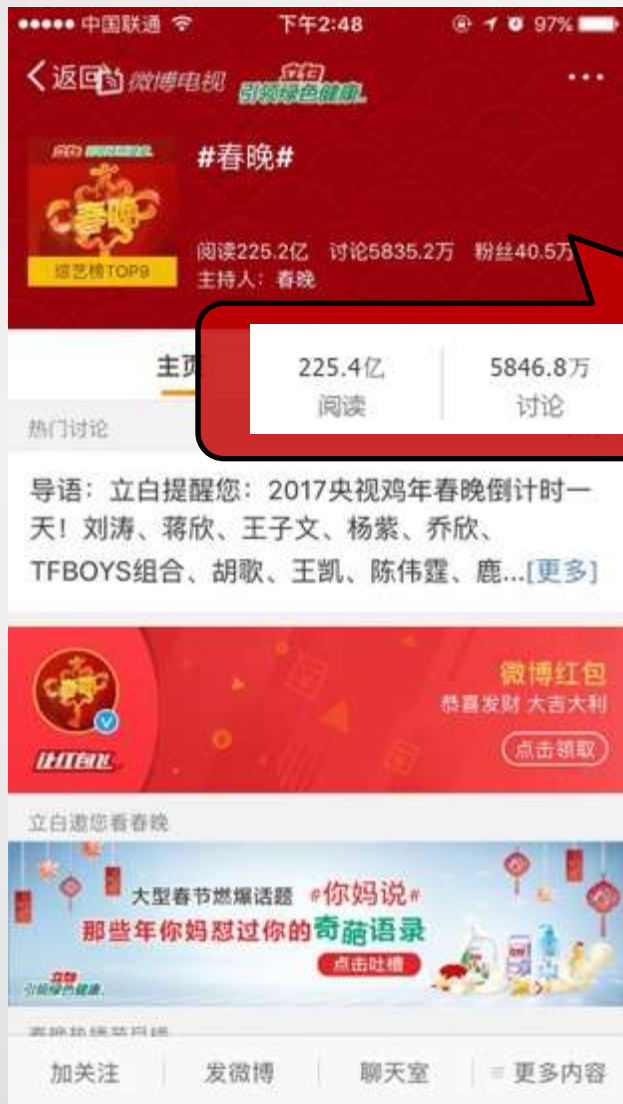 中国联通 下午2:48 97%
返回 微博电视 立白
引领绿色健康
春晚
综艺榜TOP9
#春晚#
阅读225.2亿 讨论5835.2万 粉丝40.5万
主持人：春晚
主页
225.4亿 5846.8万
阅读 讨论
热门讨论
导语：立白提醒您：2017央视鸡年春晚倒计时一
天！刘涛、蒋欣、王子文、杨紫、乔欣、
TFBOYS组合、胡歌、王凯、陈伟霆、鹿...[更多]
春晚
微博红包
恭喜发财 大吉大利
点击领取
让红包飞
立白邀您看春晚
大型春节燃爆话题 #你妈说#
那些年你妈怼过你的奇葩语录
点击吐槽
立白
引领绿色健康
加关注 发微博 聊天室 更多内容